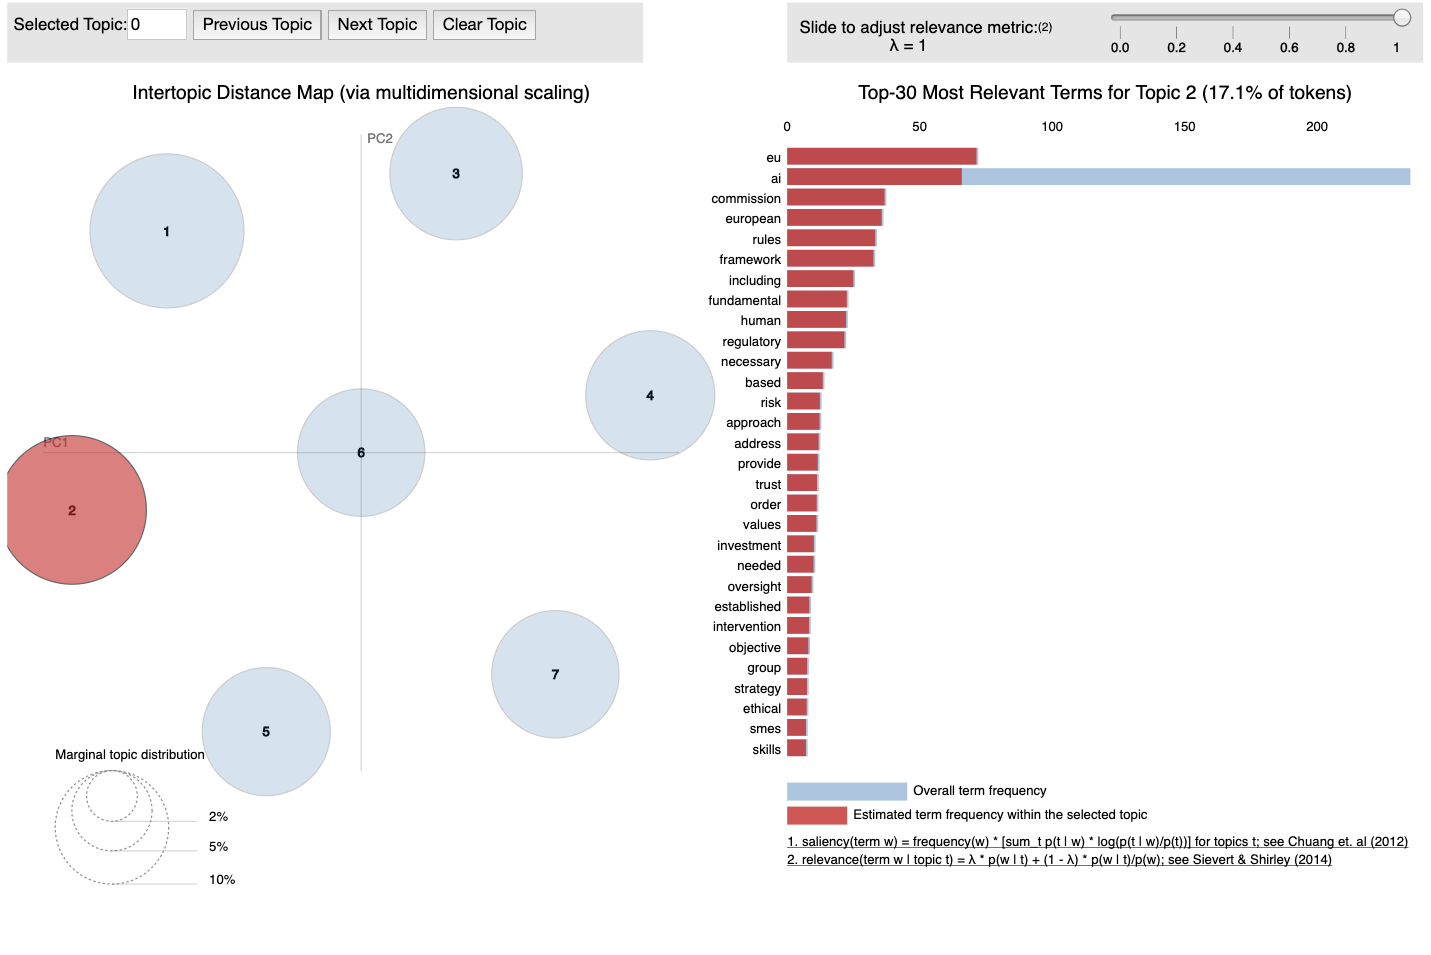 Selected Topic: 0 Previous Topic Next Topic Clear Topic
Slide to adjust relevance metric:(2)
λ = 1
0.0 0.2 0.4 0.6 0.8 1
Intertopic Distance Map (via multidimensional scaling)
PC2
3
1
4
6
PC1
2
7
5
Marginal topic distribution
2%
5%
10%
Top-30 Most Relevant Terms for Topic 2 (17.1% of tokens)
0 50 100 150 200
eu
ai
commission
european
rules
framework
including
fundamental
human
regulatory
necessary
based
risk
approach
address
provide
trust
order
values
investment
needed
oversight
established
intervention
objective
group
strategy
ethical
smes
skills
Overall term frequency
Estimated term frequency within the selected topic
1. saliency(term w) = frequency(w) * [sum_t p(t | w) * log(p(t | w)/p(t))] for topics t; see Chuang et. al (2012)
2. relevance(term w | topic t) = λ * p(w | t) + (1 - λ) * p(w | t)/p(w); see Sievert & Shirley (2014)